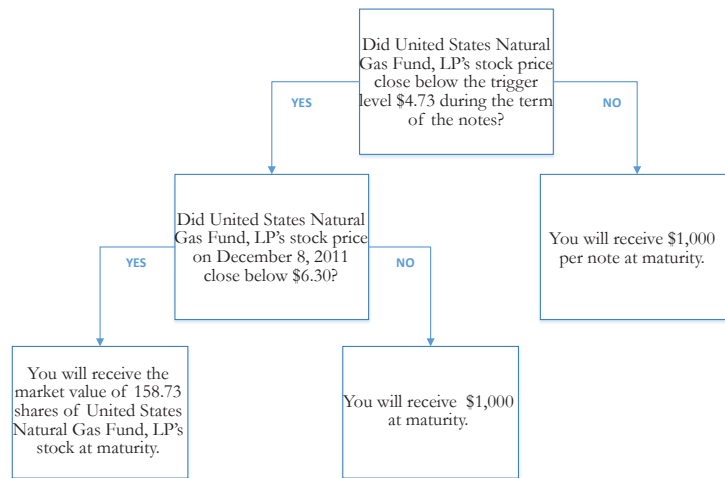 Did United States Natural
Gas Fund, LP's stock price
close below the trigger
level $4.73 during the term
of the notes?
YES
NO
Did United States Natural
Gas Fund, LP's stock price
on December 8, 2011
close below $6.30?
You will receive $1,000
per note at maturity.
YES
NO
You will receive the
market value of 158.73
shares of United States
Natural Gas Fund, LP's
stock at maturity.
You will receive $1,000
at maturity.